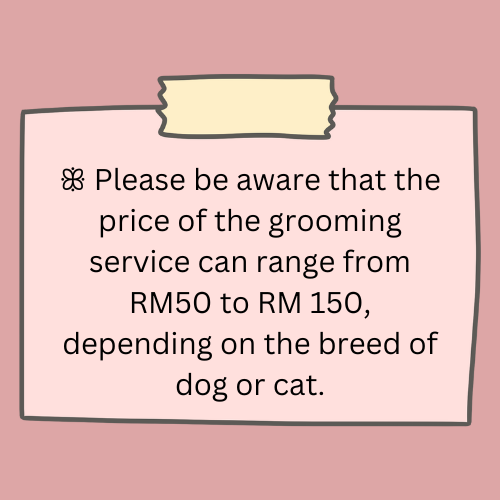 ꕥ Please be aware that the
price of the grooming
service can range from
RM50 to RM 150,
depending on the breed of
dog or cat.